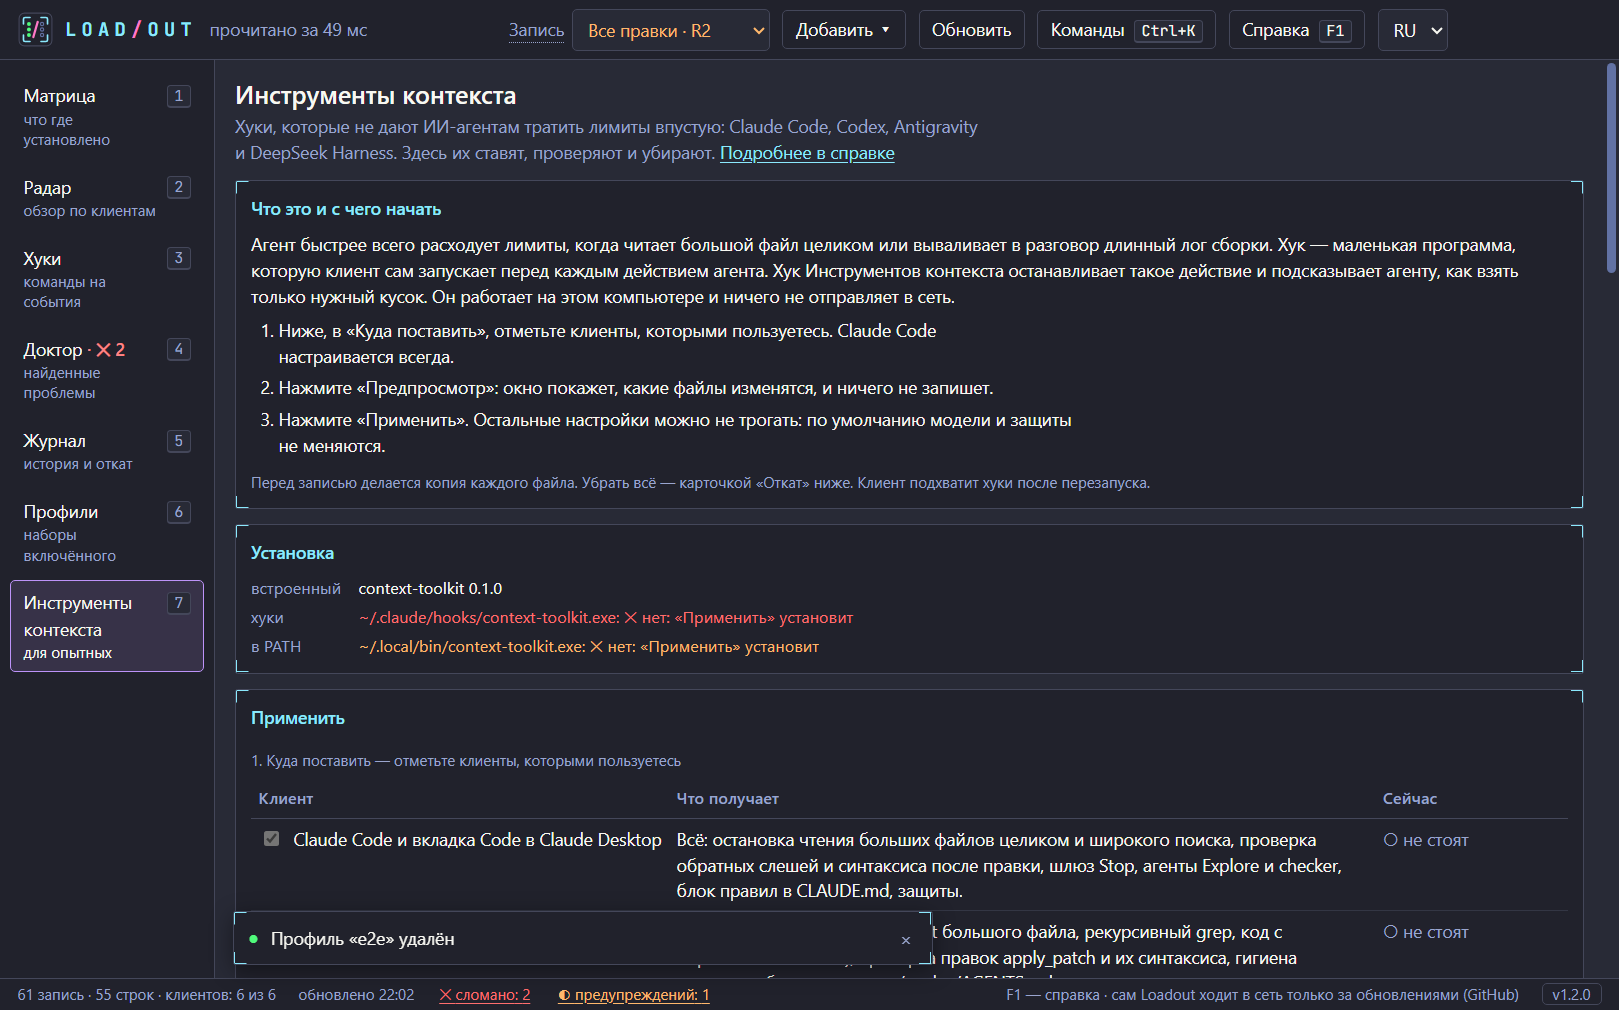 LOAD/OUT прочитано за 49 мс Запись Все правки · R2 Добавить ▼ Обновить Команды Ctrl+K Справка F1 RU
Матрица 1
что где
установлено
Радар 2
обзор по клиентам
Хуки 3
команды на
события
Доктор · ✕ 2 4
найденные
проблемы
Журнал 5
история и откат
Профили 6
наборы
включённого
Инструменты 7
контекста
для опытных
Инструменты контекста
Хуки, которые не дают ИИ-агентам тратить лимиты впустую: Claude Code, Codex, Antigravity
и DeepSeek Harness. Здесь их ставят, проверяют и убирают. Подробнее в справке
Что это и с чего начать
Агент быстрее всего расходует лимиты, когда читает большой файл целиком или вываливает в разговор длинный лог сборки. Хук — маленькая программа,
которую клиент сам запускает перед каждым действием агента. Хук Инструментов контекста останавливает такое действие и подсказывает агенту, как взять
только нужный кусок. Он работает на этом компьютере и ничего не отправляет в сеть.
1. Ниже, в «Куда поставить», отметьте клиенты, которыми пользуетесь. Claude Code
настраивается всегда.
2. Нажмите «Предпросмотр»: окно покажет, какие файлы изменятся, и ничего не запишет.
3. Нажмите «Применить». Остальные настройки можно не трогать: по умолчанию модели и защиты
не меняются.
Перед записью делается копия каждого файла. Убрать всё — карточкой «Откат» ниже. Клиент подхватит хуки после перезапуска.
Установка
встроенный context-toolkit 0.1.0
хуки ~/.claude/hooks/context-toolkit.exe: ✕ нет: «Применить» установит
в PATH ~/.local/bin/context-toolkit.exe: ✕ нет: «Применить» установит
Применить
1. Куда поставить — отметьте клиенты, которыми пользуетесь
Клиент Что получает Сейчас
Claude Code и вкладка Code в Claude Desktop Всё: остановка чтения больших файлов целиком и широкого поиска, проверка ○ не стоят
обратных слешей и синтаксиса после правки, шлюз Stop, агенты Explore и checker,
блок правил в CLAUDE.md, защиты.
большого файла, рекурсивный grep, код с ○ не стоят
правок apply_patch и их синтаксиса, гигиена
Профиль «e2e» удалён ×
61 запись · 55 строк · клиентов: 6 из 6 обновлено 22:02 ✕ сломано: 2 ◐ предупреждений: 1 F1 — справка · сам Loadout ходит в сеть только за обновлениями (GitHub) v1.2.0